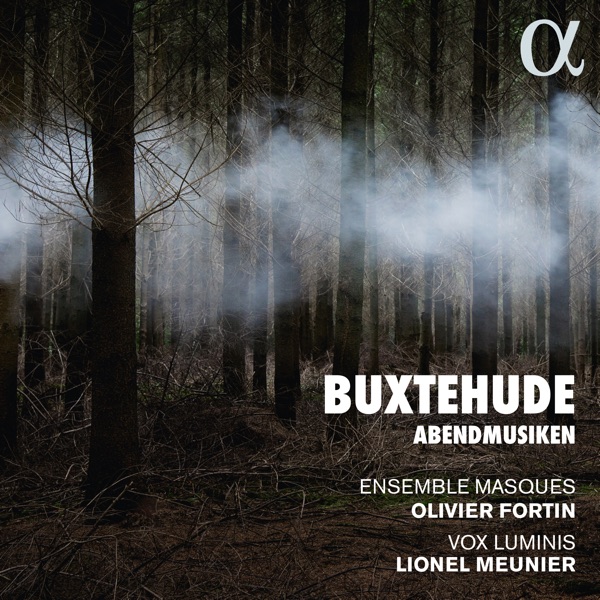 α
BUXTEHUDE
ABENDMUSIKEN
ENSEMBLE MASQUES
OLIVIER FORTIN
VOX LUMINIS
LIONEL MEUNIER